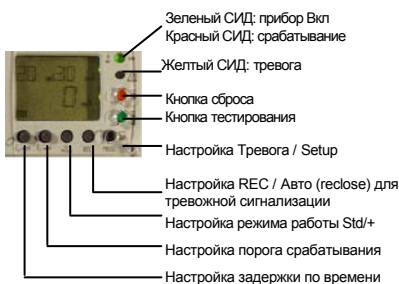 Зеленый СИД: прибор Вкл
Красный СИД: срабатывание
Желтый СИД: тревога
Кнопка сброса
Кнопка тестирования
Настройка Тревога / Setup
Настройка REC / Авто (reclose) для
тревожной сигнализации
Настройка режима работы Std/+
Настройка порога срабатывания
Настройка задержки по времени